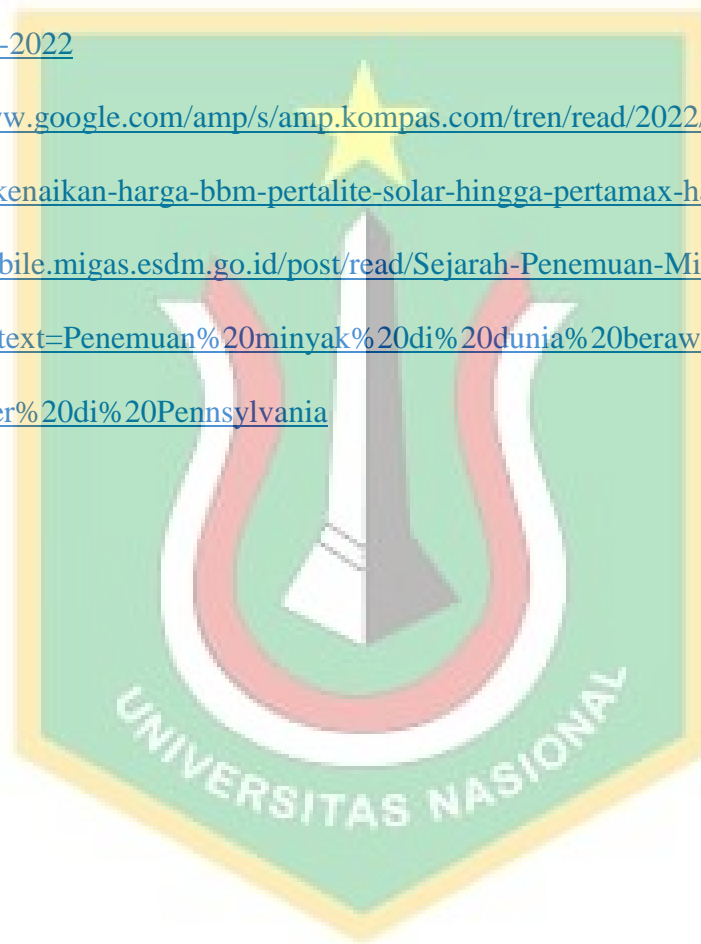 -2022
w.google.com/amp/s/amp.kompas.com/tren/read/2022/
kenaikan-harga-bbm-pertalite-solar-hingga-pertamax-ha
bile.migas.esdm.go.id/post/read/Sejarah-Penemuan-Mi
text=Penemuan%20minyak%20di%20dunia%20beraw
er%20di%20Pennsylvania
UNIVERSITAS NASIONAL